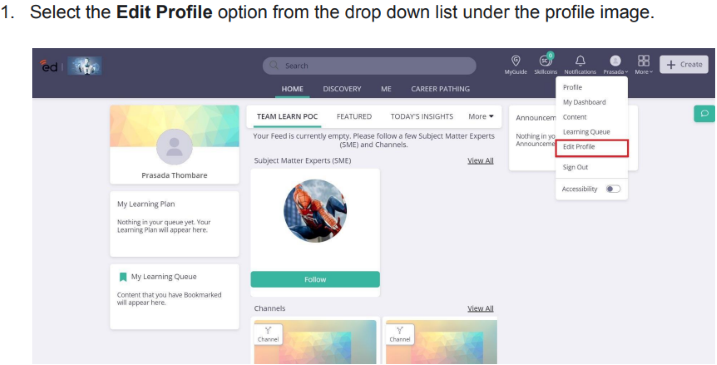 1. Select the Edit Profile option from the drop down list under the profile image.
ed
Search
MyGuide Skillcoins Notifications Prasada More
+ Create
HOME DISCOVERY ME CAREER PATHING
Profile
My Dashboard
Content
Learning Queue
Edit Profile
Sign Out
Accessibility
Prasada Thombare
My Learning Plan
Nothing in your queue yet. Your
Learning Plan will appear here.
My Learning Queue
Content that you have Bookmarked
will appear here.
TEAM LEARN POC FEATURED TODAY'S INSIGHTS More
Your Feed is currently empty. Please follow a few Subject Matter Experts
(SME) and Channels.
Subject Matter Experts (SME) View All
Follow
Channels View All
Channel Channel
Announcem
Nothing in yo
Announceme